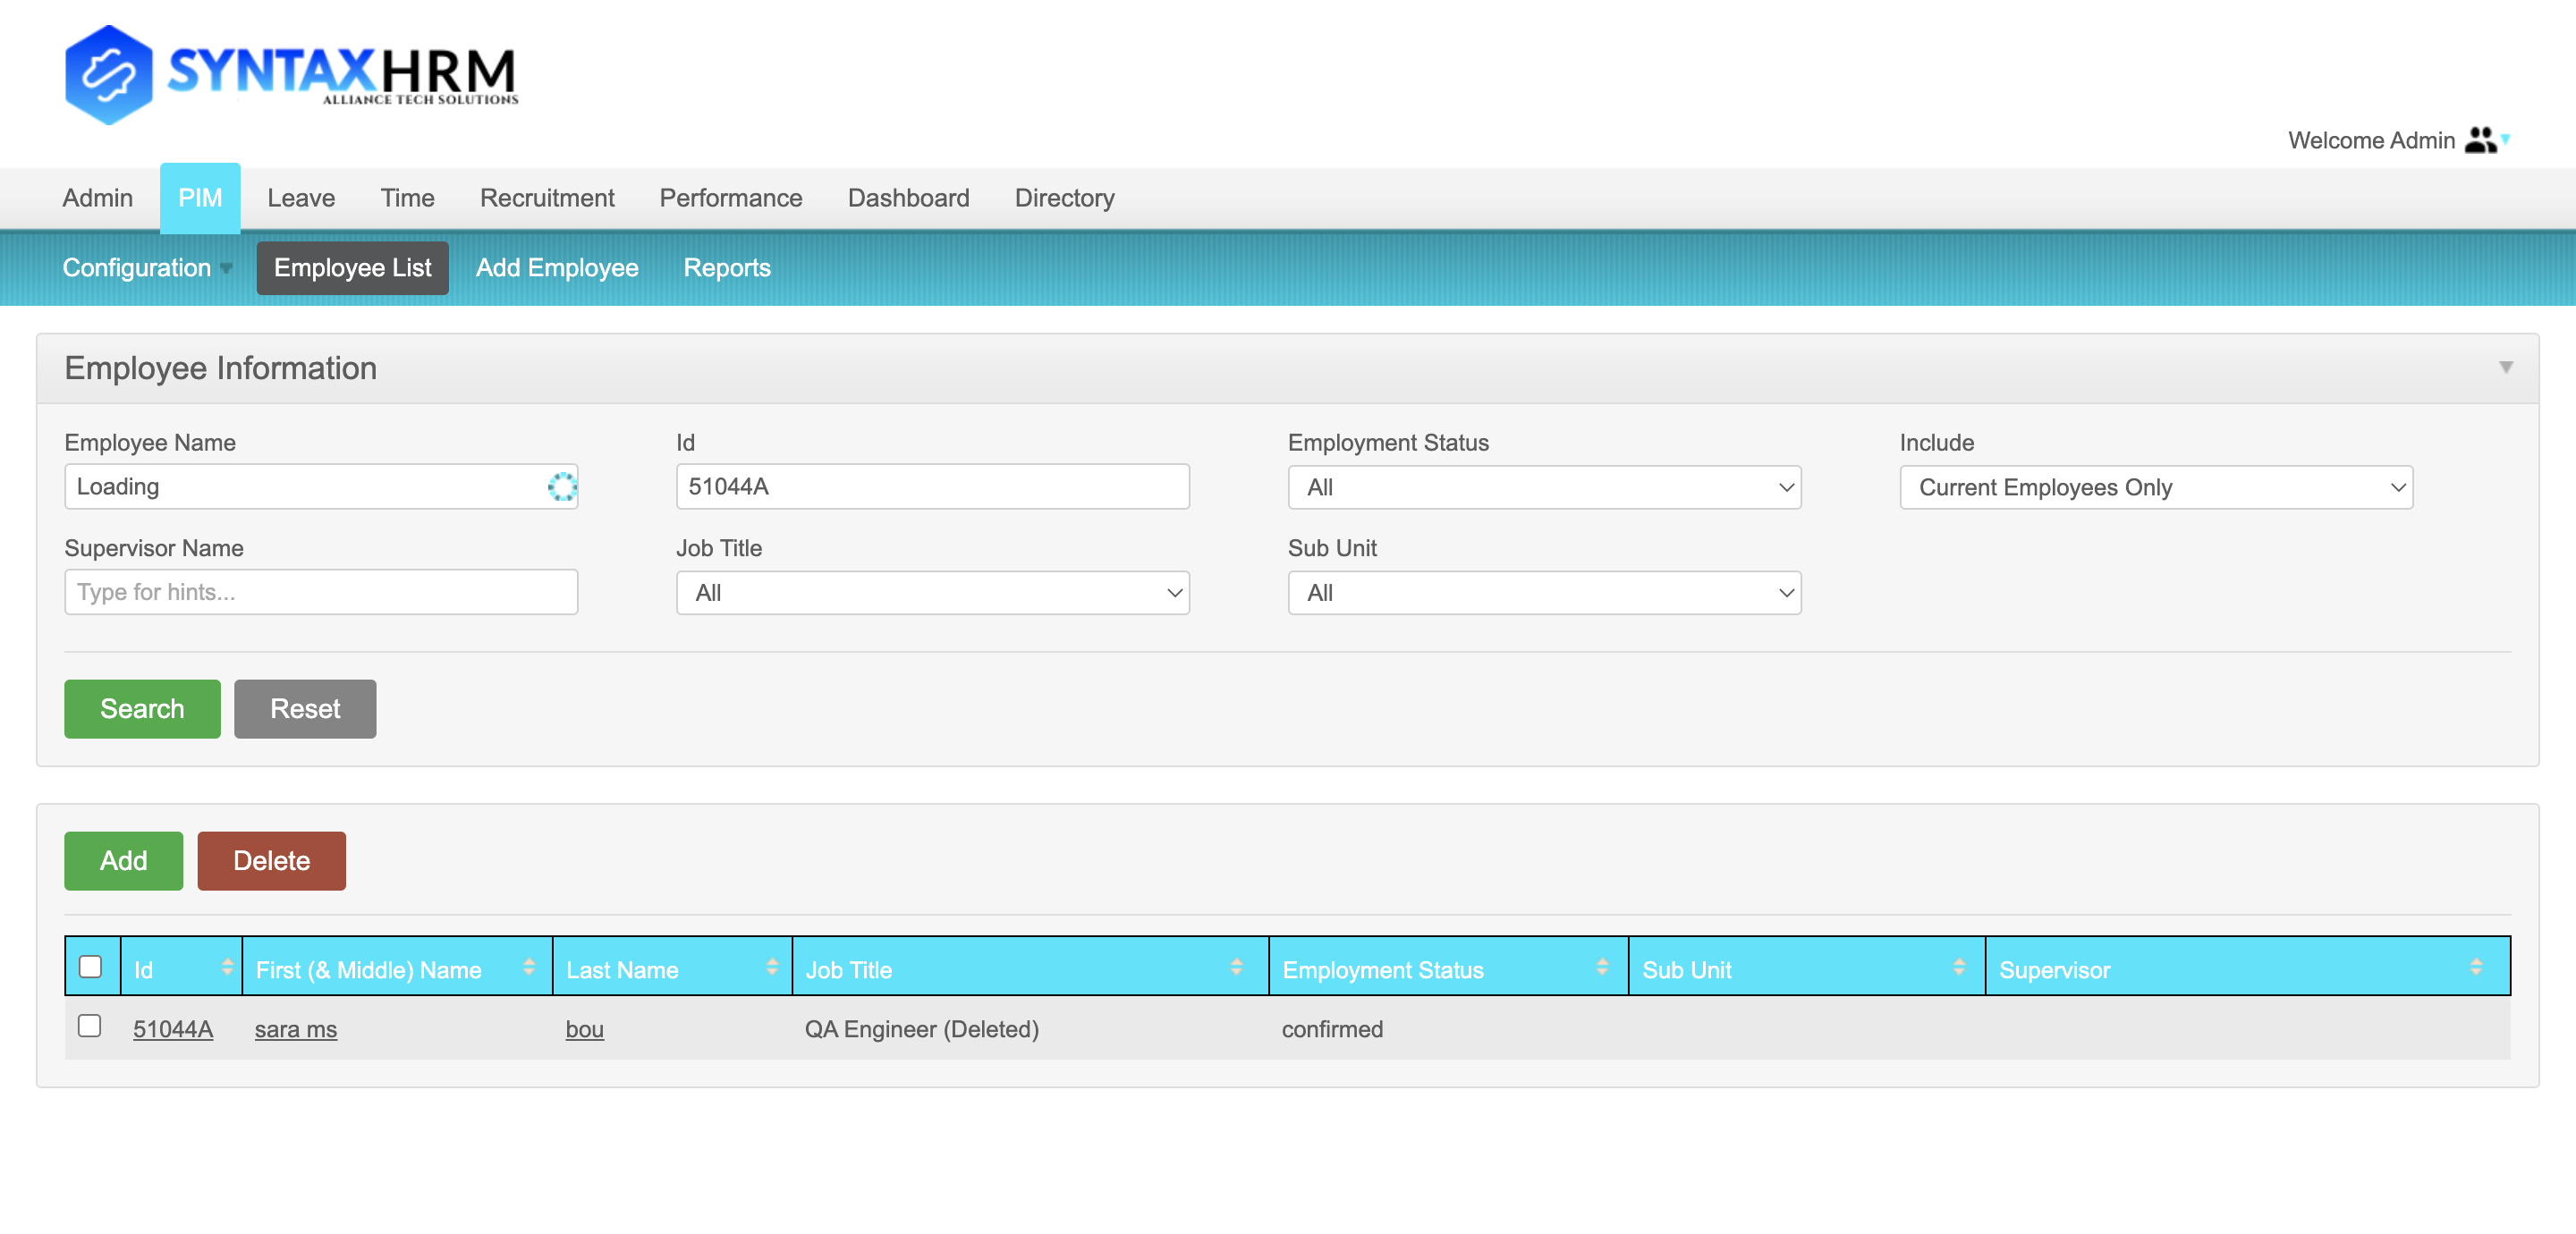 SYNTAXHRM
ALLIANCE TECH SOLUTIONS
Welcome Admin
Admin PIM Leave Time Recruitment Performance Dashboard Directory
Configuration Employee List Add Employee Reports
Employee Information
Employee Name Id Employment Status Include
Loading 51044A All Current Employees Only
Supervisor Name Job Title Sub Unit
Type for hints... All All
Search Reset
Add Delete
Id First (& Middle) Name Last Name Job Title Employment Status Sub Unit Supervisor
51044A sara ms bou QA Engineer (Deleted) confirmed